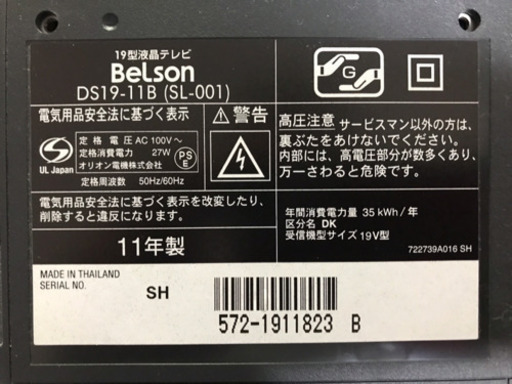 19型液晶テレビ
BeLson
DS19-11B (SL-001)
G
電気用品安全法に基づく表示
UL Japan
定格電圧AC 100V～
定格消費電力 27W
オリオン電機株式会社
定格周波数 50Hz/60Hz
PS
E
⚠警告
高圧注意 サービスマン以外の方は、
裏ぶたをあけないでください。
内部には、高電圧部分が数多くあり、
万一さわると危険です。
電気用品安全法に基づく表示を改変したり、
削除すると違反になります。
11年製
年間消費電力量 35 kWh/年
区分名 DK
受信機型サイズ 19V型
722739A016 SH
MADE IN THAILAND
SERIAL NO.
SH
572-1911823 B